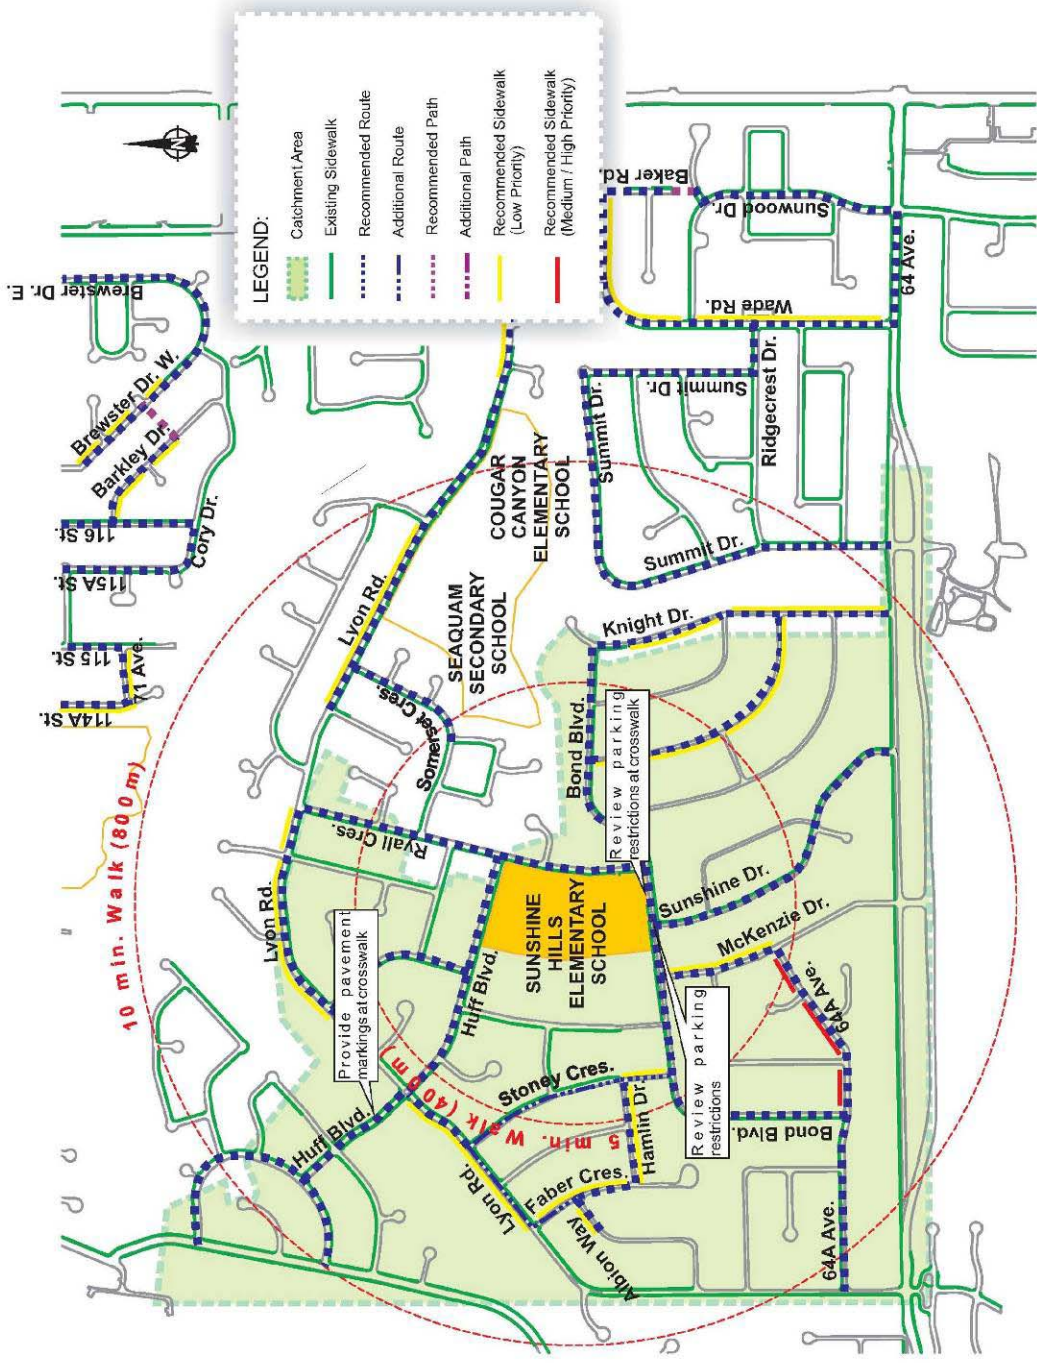 LEGEND:
Catchment Area
Existing Sidewalk
Recommended Route
Additional Route
Recommended Path
Additional Path
Recommended Sidewalk
(Low Priority)
Recommended Sidewalk
(Medium / High Priority)
N
Brewster Dr. E.
Brewster Dr. W.
Barkley Dr.
116 St.
Cory Dr.
115A St.
115 St.
71 Ave.
114A St.
10 min. Walk (800 m)
Baker Rd.
Sunwood Dr.
64 Ave.
Wade Rd.
Ridgecrest Dr.
Summit Dr.
Summit Dr.
Summit Dr.
COUGAR
CANYON
ELEMENTARY
SCHOOL
SEAQUAM
SECONDARY
SCHOOL
Lyon Rd.
Somerset Cres.
Knight Dr.
Bond Blvd.
Review parking
restrictions at crosswalk
Ryall Cres.
Lyon Rd.
SUNSHINE
HILLS
ELEMENTARY
SCHOOL
Sunshine Dr.
McKenzie Dr.
64A Ave.
Provide pavement
markings at crosswalk
Huff Blvd.
Huff Blvd.
5 min. Walk (400 m)
Stoney Cres.
Hamlin Dr.
Review parking
restrictions
Bond Blvd.
Lyon Rd.
Faber Cres.
Albion Way
64A Ave.